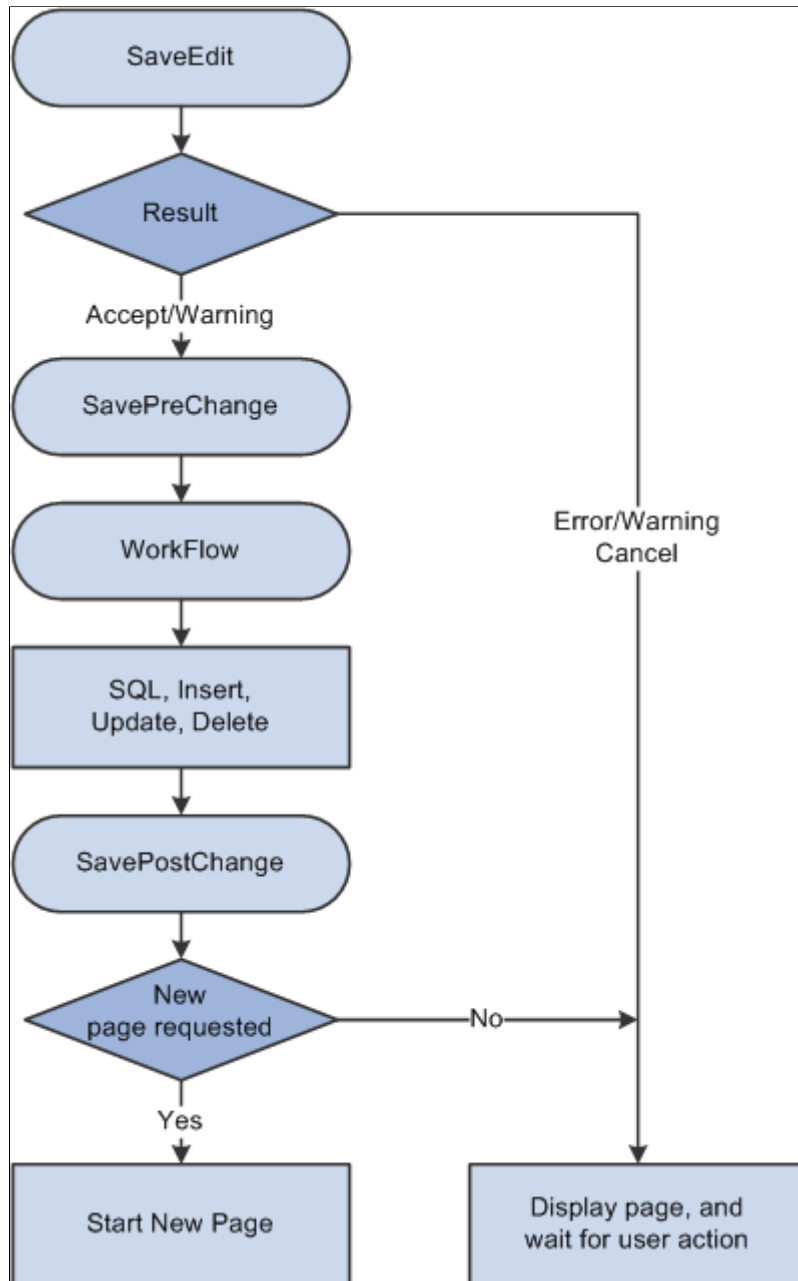 SaveEdit
Result
Accept/Warning
SavePreChange
WorkFlow
Error/Warning
Cancel
SQL, Insert,
Update, Delete
SavePostChange
New
page requested
No
Yes
Start New Page
Display page, and
wait for user action